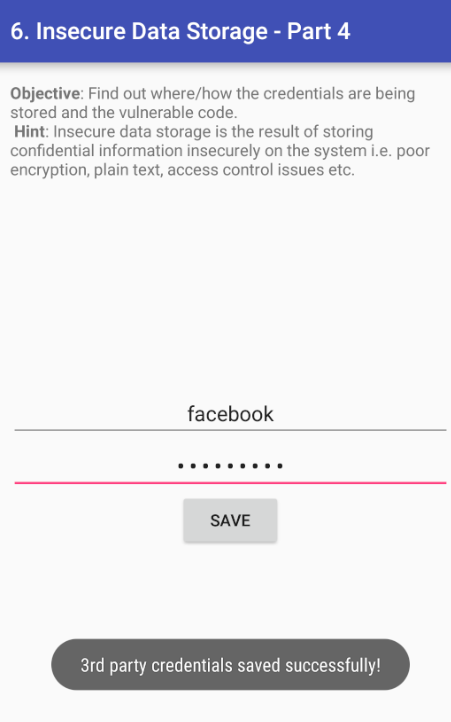 6. Insecure Data Storage - Part 4
Objective: Find out where/how the credentials are being
stored and the vulnerable code.
Hint: Insecure data storage is the result of storing
confidential information insecurely on the system i.e. poor
encryption, plain text, access control issues etc.
facebook
•••••••••
SAVE
3rd party credentials saved successfully!